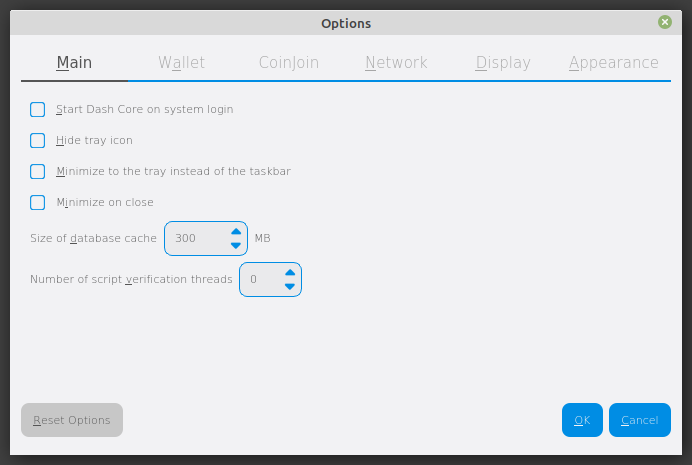 Options
Main Wallet CoinJoin Network Display Appearance
Start Dash Core on system login
Hide tray icon
Minimize to the tray instead of the taskbar
Minimize on close
Size of database cache 300 MB
Number of script verification threads 0
Reset Options OK Cancel